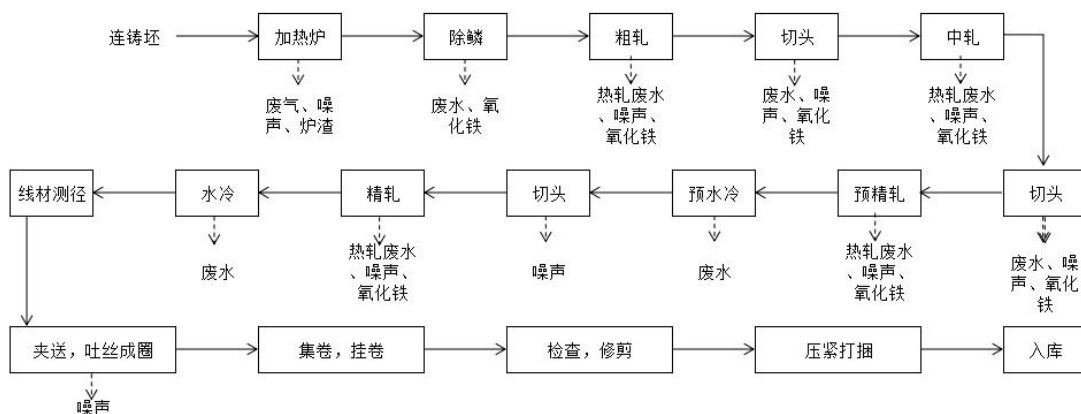 连铸坯
加热炉
除鳞
粗轧
切头
中轧
废气、噪
声、炉渣
废水、氧
化铁
热轧废水
、噪声、
氧化铁
废水、噪
声、氧化
铁
热轧废水
、噪声、
氧化铁
线材测径
水冷
精轧
切头
预水冷
预精轧
切头
废水
热轧废水
、噪声、
氧化铁
噪声
废水
热轧废水
、噪声、
氧化铁
废水、噪
声、氧化
铁
夹送，吐丝成圈
集卷，挂卷
检查，修剪
压紧打捆
入库
噪声